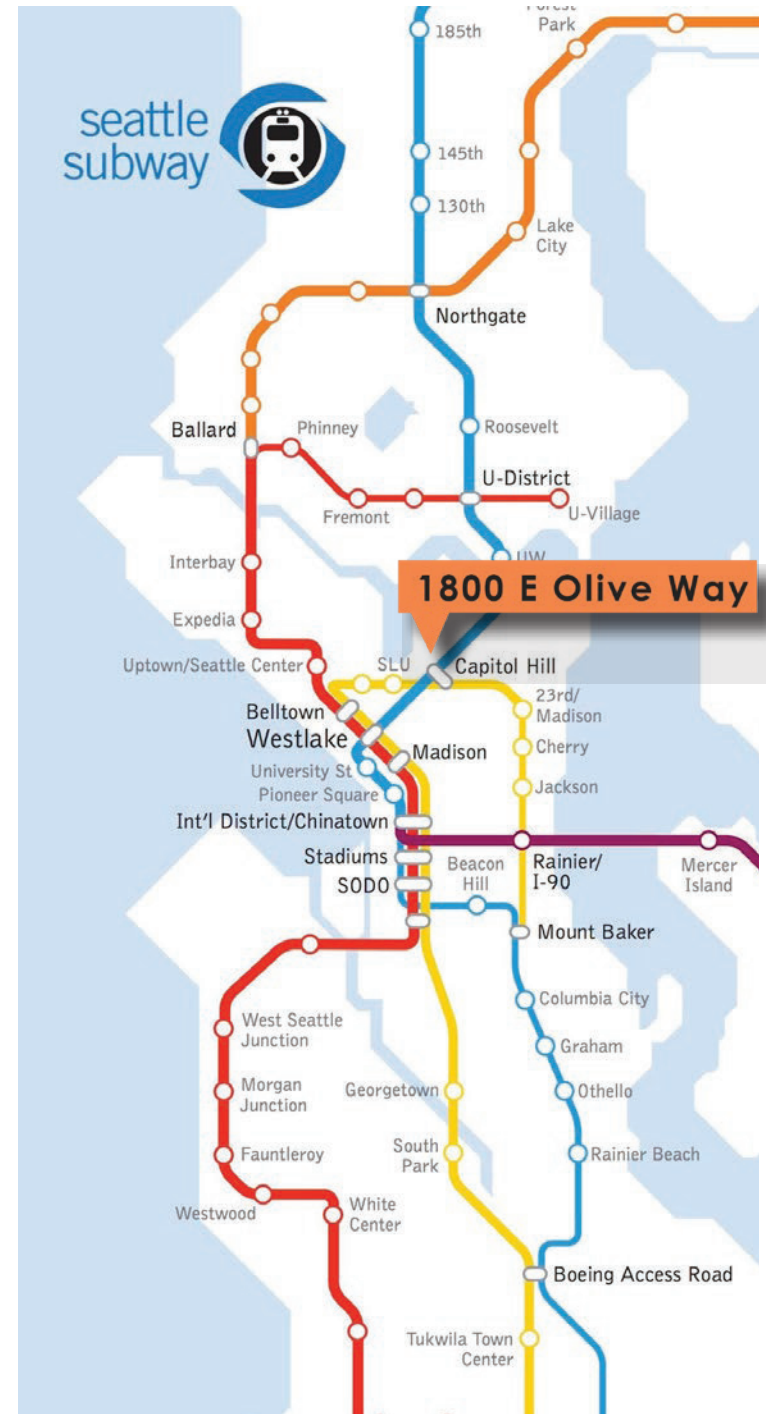 Forest
Park
185th
seattle
subway
145th
130th
Lake
City
Northgate
Ballard
Phinney
Roosevelt
U-District
Fremont
U-Village
Interbay
UW
1800 E Olive Way
Expedia
Uptown/Seattle Center
SLU
Capitol Hill
23rd/
Madison
Belltown
Westlake
Madison
Cherry
University St
Pioneer Square
Jackson
Int'l District/Chinatown
Stadiums
SODO
Beacon
Hill
Rainier/
I-90
Mercer
Island
Mount Baker
Columbia City
West Seattle
Junction
Graham
Morgan
Junction
Georgetown
Othello
Fauntleroy
South
Park
Rainier Beach
Westwood
White
Center
Boeing Access Road
Tukwila Town
Center